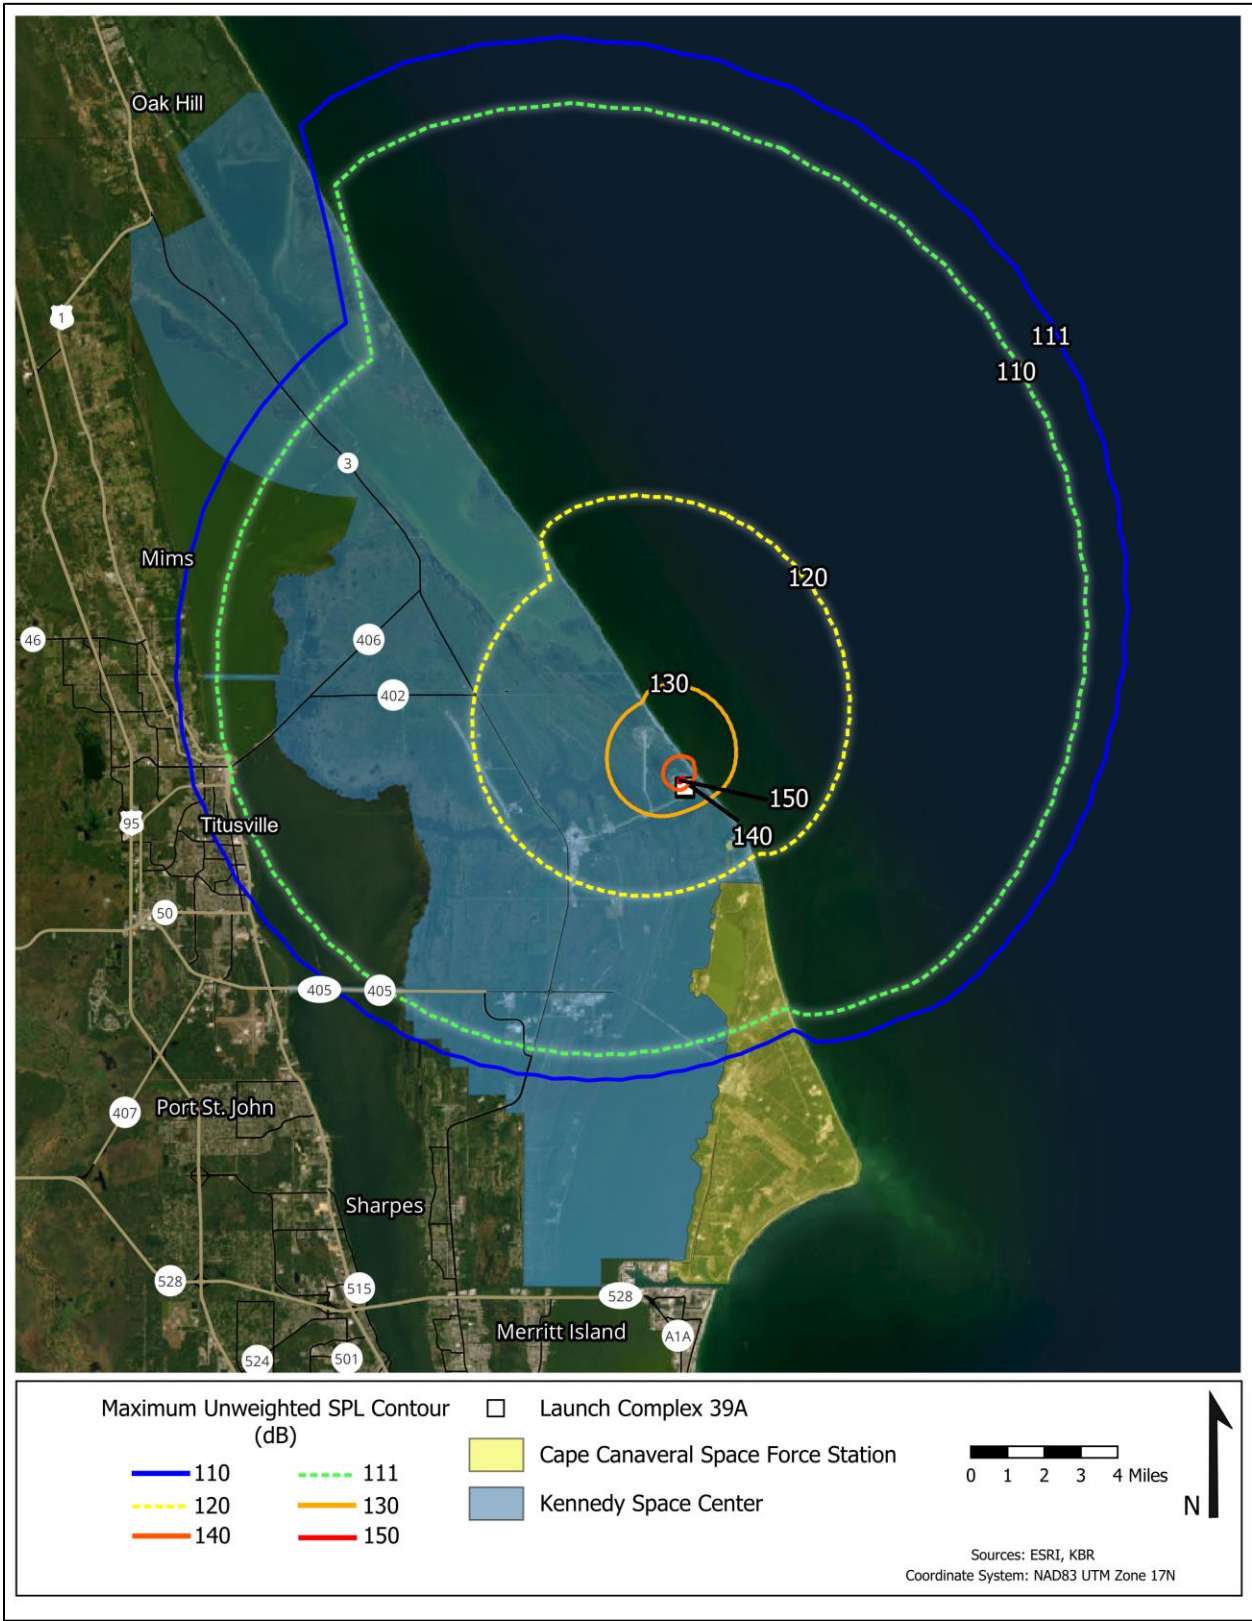 Oak Hill
1
111
110
3
Mims
120
46
406
130
402
150
95
Titusville
140
50
405
405
407
Port St. John
Sharpes
528
515
528
Merritt Island
A1A
524
501
Maximum Unweighted SPL Contour
(dB)
110
111
120
130
140
150
Launch Complex 39A
Cape Canaveral Space Force Station
Kennedy Space Center
0 1 2 3 4 Miles
N
Sources: ESRI, KBR
Coordinate System: NAD83 UTM Zone 17N